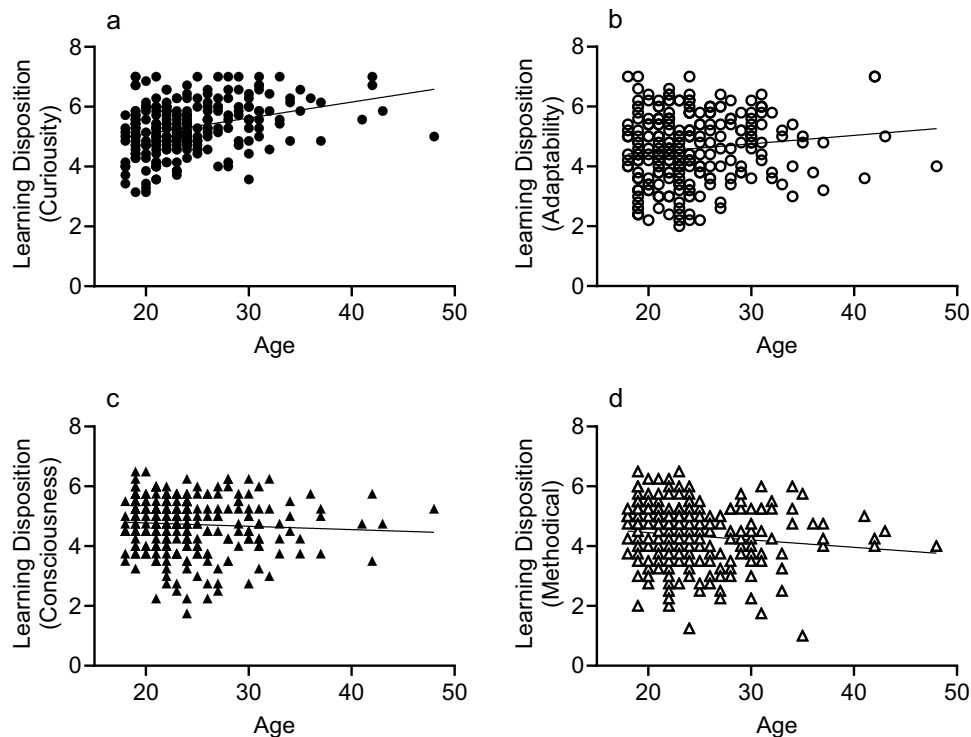 a
Learning Disposition
(Curiousity)
8
6
4
2
0
20
30
40
50
Age
b
Learning Disposition
(Adaptability)
8
6
4
2
0
20
30
40
50
Age
c
Learning Disposition
(Consciousness)
8
6
4
2
0
20
30
40
50
Age
d
Learning Disposition
(Methodical)
8
6
4
2
0
20
30
40
50
Age